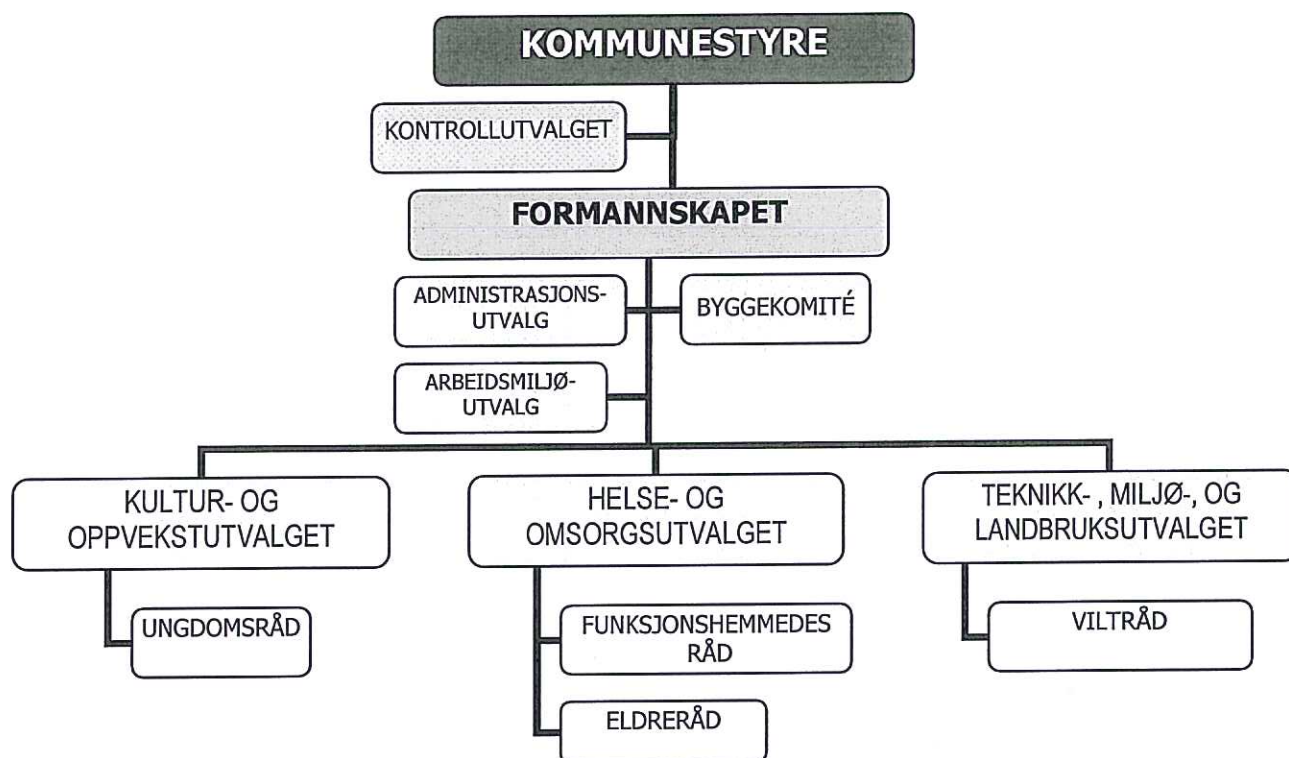 KOMMUNESTYRE
KONTROLLUTVALGET
FORMANNSKAPET
ADMINISTRASJONS-
UTVALG
BYGGEKOMITÉ
ARBEIDSMILJØ-
UTVALG
KULTUR- OG
OPPVEKSTUTVALGET
HELSE- OG
OMSORGSUTVALGET
TEKNIKK- , MILJØ-, OG
LANDBRUKSUTVALGET
UNGDOMSRÅD
FUNKSJONSHEMMEDES
RÅD
VILTRÅD
ELDRERÅD